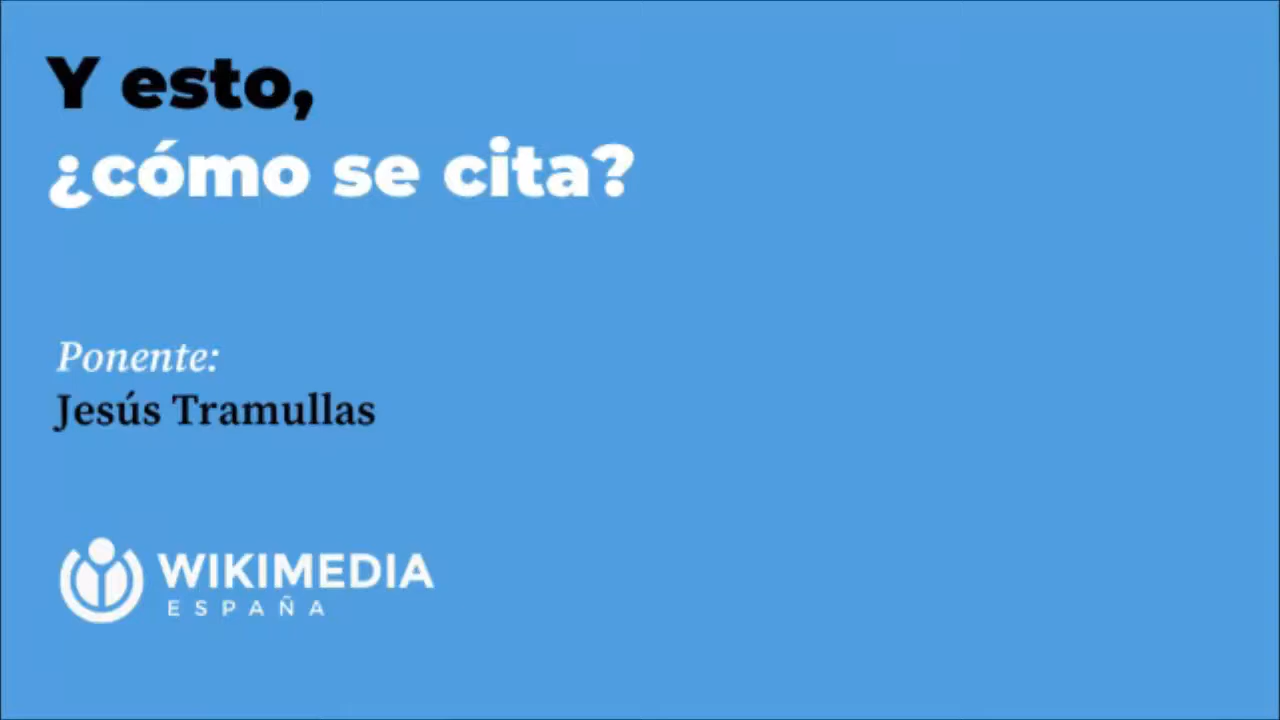 Y esto,
¿cómo se cita?
Ponente:
Jesús Tramullas
WIKIMEDIA
ESPAÑA